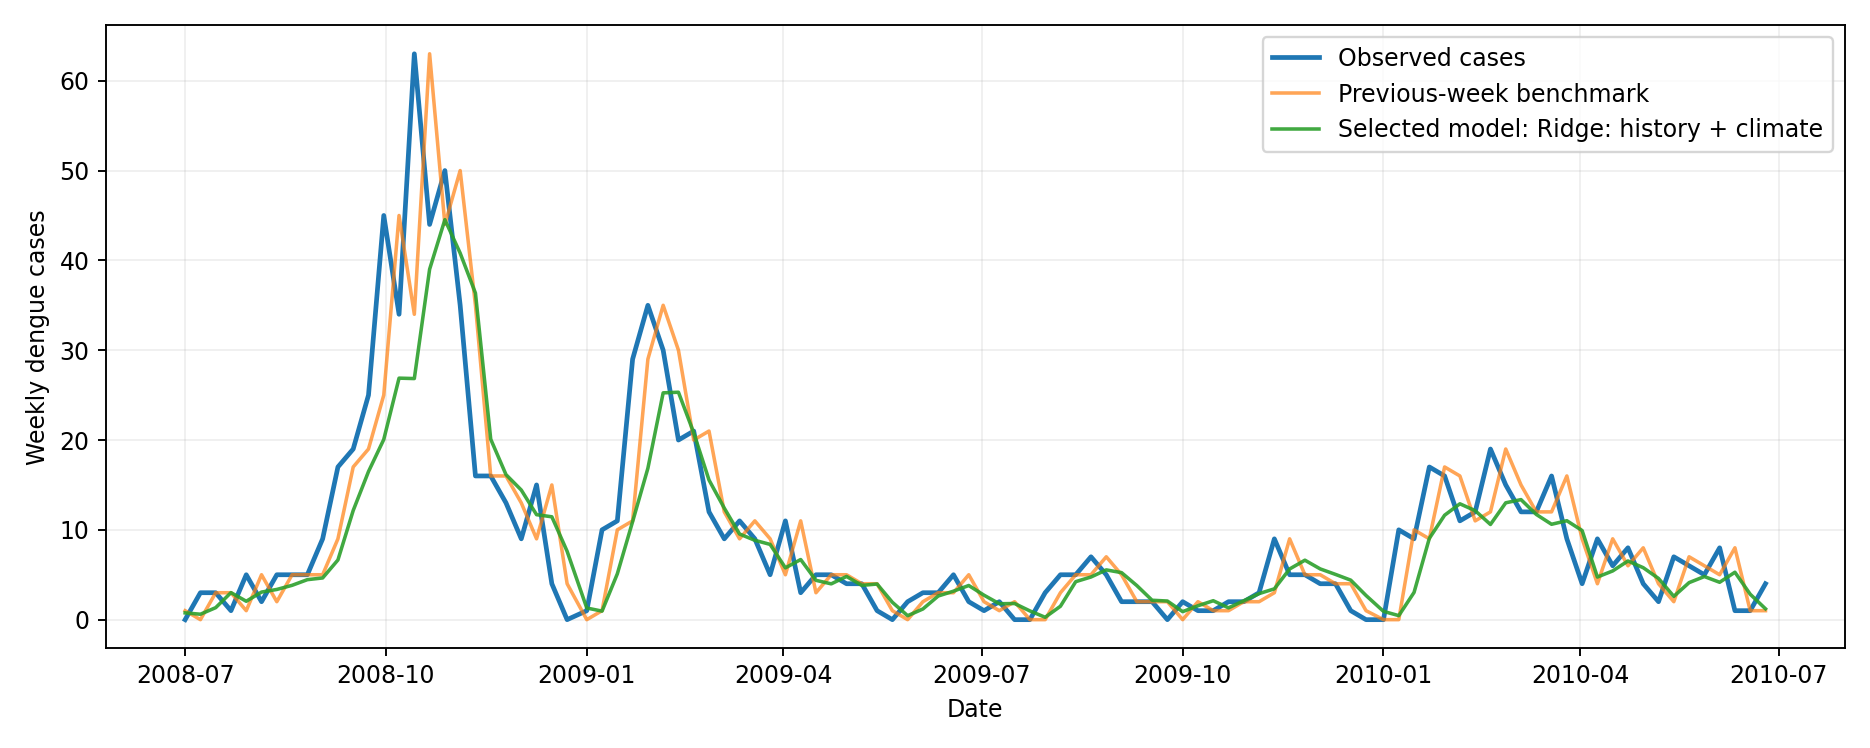 Observed cases
Previous-week benchmark
Selected model: Ridge: history + climate
Weekly dengue cases
60
50
40
30
20
10
0
2008-07 2008-10 2009-01 2009-04 2009-07 2009-10 2010-01 2010-04 2010-07
Date